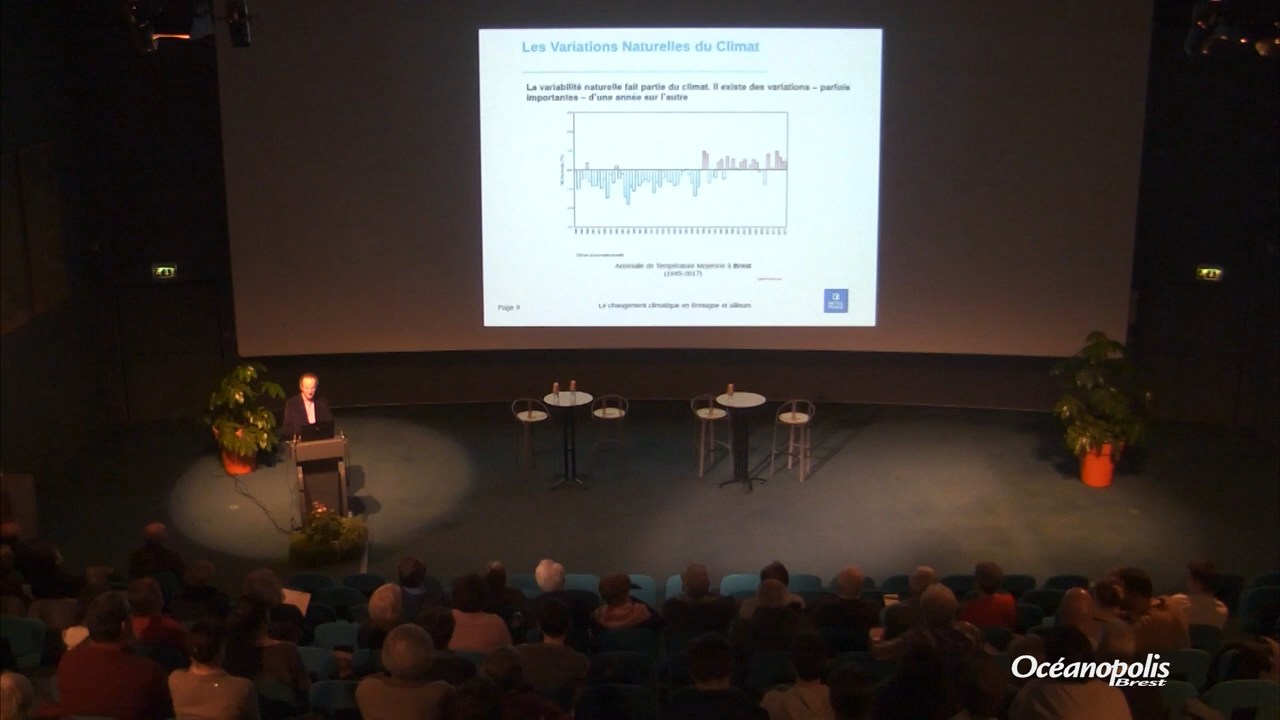 Les Variations Naturelles du Climat
La variabilité naturelle fait partie du climat. Il existe des variations – parfois
importantes – d'une année sur l'autre
Anomalie de Température Moyenne à Brest
(1945-2017)
Page 9
Le changement climatique en Bretagne et ailleurs
METEO
FRANCE
Océanopolis
Brest